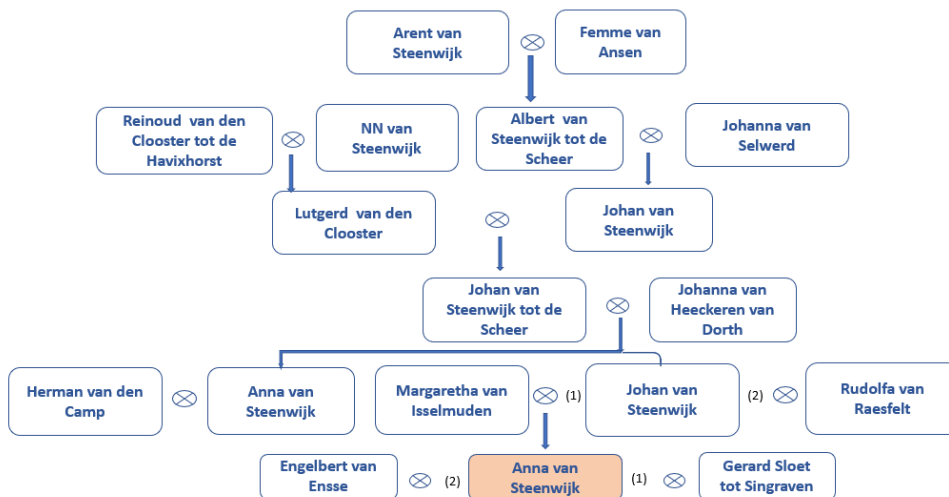 Arent van
Steenwijk
Femme van
Ansen
Reinoud van den
Clooster tot de
Havixhorst
NN van
Steenwijk
Albert van
Steenwijk tot de
Scheer
Johanna van
Selwerd
Lutgerd van den
Clooster
Johan van
Steenwijk
Johan van
Steenwijk tot de
Scheer
Johanna van
Heeckeren van
Dorth
Herman van den
Camp
Anna van
Steenwijk
Margaretha van
Isselmuden
(1)
Johan van
Steenwijk
(2)
Rudolfa van
Raesfelt
Engelbert van
Ensse
(2)
Anna van
Steenwijk
(1)
Gerard Sloet
tot Singraven